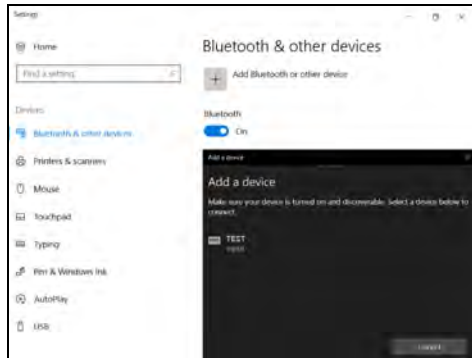 Settings
Home
Find a setting
Devices
Bluetooth & other devices
Printers & scanners
Mouse
Touchpad
Typing
Pen & Windows Ink
AutoPlay
USB
Bluetooth & other devices
Add Bluetooth or other device
Bluetooth
On
Add a device
Add a device
Make sure your device is turned on and discoverable. Select a device below to
connect.
TEST